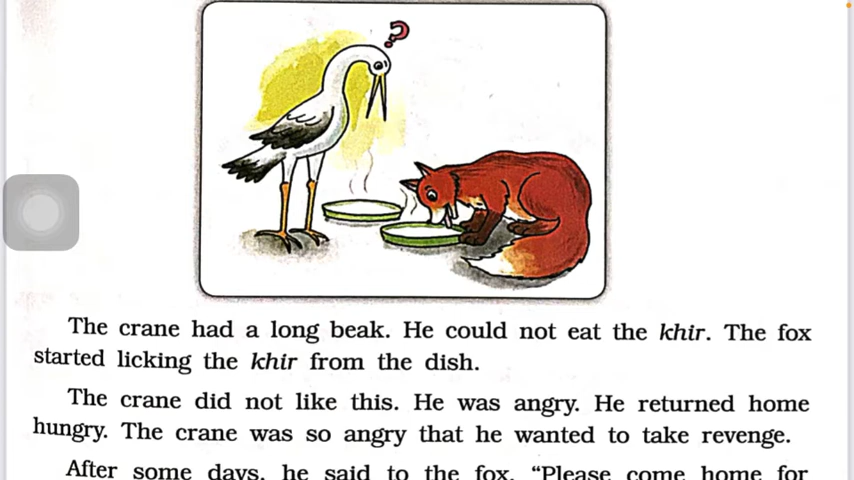 ?
The crane had a long beak. He could not eat the khir. The fox
started licking the khir from the dish.
The crane did not like this. He was angry. He returned home
hungry. The crane was so angry that he wanted to take revenge.
After some days, he said to the fox, “Please come home for